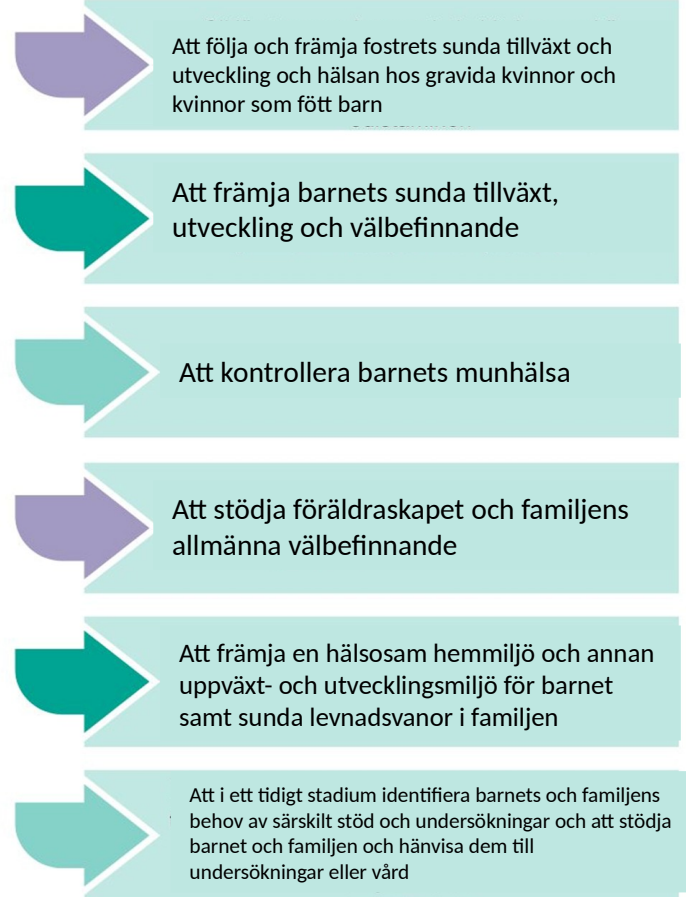 Att följa och främja fostrets sunda tillväxt och
utveckling och hälsan hos gravida kvinnor och
kvinnor som fött barn
Att främja barnets sunda tillväxt,
utveckling och välbefinnande
Att kontrollera barnets munhälsa
Att stödja föräldraskapet och familjens
allmänna välbefinnande
Att främja en hälsosam hemmiljö och annan
uppväxt- och utvecklingsmiljö för barnet
samt sunda levnadsvanor i familjen
Att i ett tidigt stadium identifiera barnets och familjens
behov av särskilt stöd och undersökningar och att stödja
barnet och familjen och hänvisa dem till
undersökningar eller vård